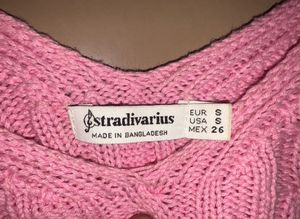 stradivarius
MADE IN BANGLADESH
EUR S
USA S
MEX 26